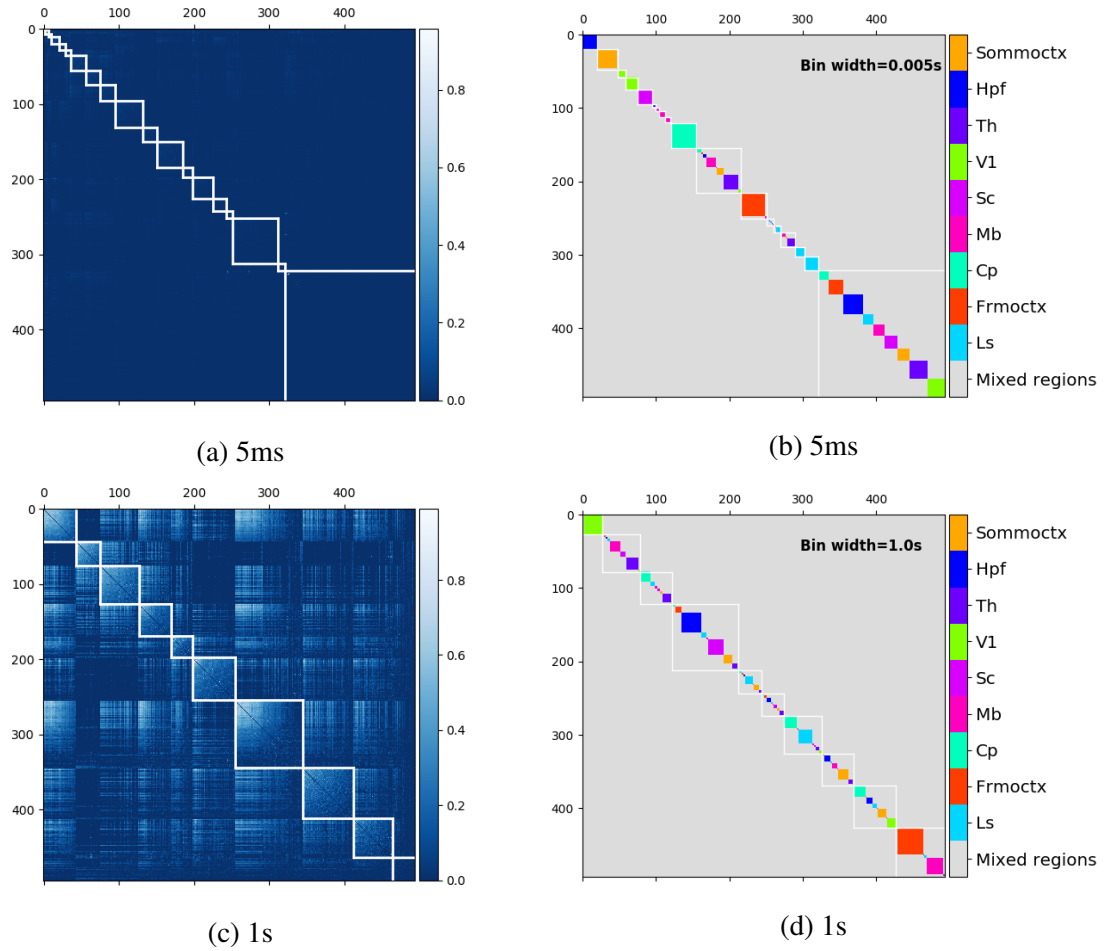 0 100 200 300 400
0
100
200
300
400
0.8
0.6
0.4
0.2
0.0
(a) 5ms
0 100 200 300 400
0
100
200
300
400
Bin width=0.005s
Sommoctx
Hpf
Th
V1
Sc
Mb
Cp
Frmoctx
Ls
Mixed regions
(b) 5ms
0 100 200 300 400
0
100
200
300
400
0.8
0.6
0.4
0.2
0.0
(c) 1s
0 100 200 300 400
0
100
200
300
400
Bin width=1.0s
Sommoctx
Hpf
Th
V1
Sc
Mb
Cp
Frmoctx
Ls
Mixed regions
(d) 1s